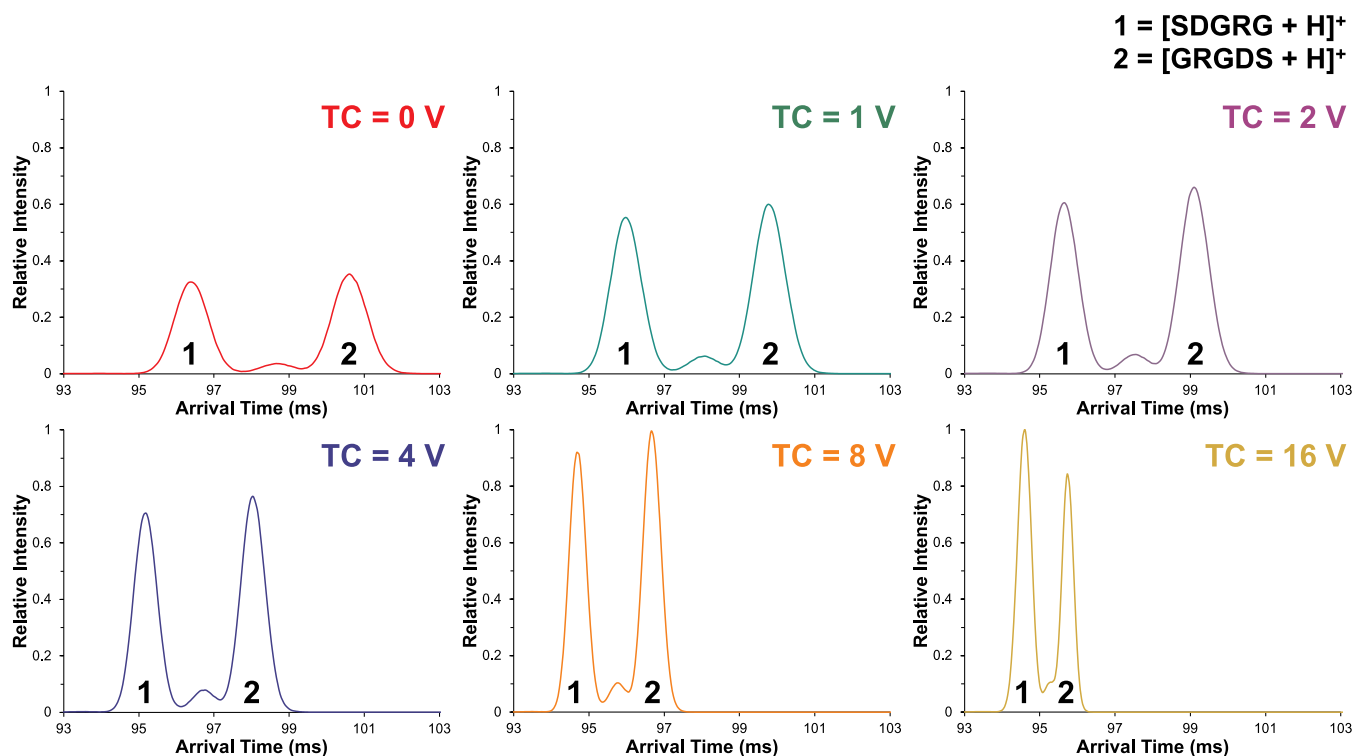 1 = [SDGRG + H]⁺
2 = [GRGDS + H]⁺
TC = 0 V
Relative Intensity
1
0.8
0.6
0.4
0.2
0
1
2
93 95 97 99 101 103
Arrival Time (ms)
TC = 1 V
Relative Intensity
1
0.8
0.6
0.4
0.2
0
1
2
93 95 97 99 101 103
Arrival Time (ms)
TC = 2 V
Relative Intensity
1
0.8
0.6
0.4
0.2
0
1
2
93 95 97 99 101 103
Arrival Time (ms)
TC = 4 V
Relative Intensity
1
0.8
0.6
0.4
0.2
0
1
2
93 95 97 99 101 103
Arrival Time (ms)
TC = 8 V
Relative Intensity
1
0.8
0.6
0.4
0.2
0
1
2
93 95 97 99 101 103
Arrival Time (ms)
TC = 16 V
Relative Intensity
1
0.8
0.6
0.4
0.2
0
1
2
93 95 97 99 101 103
Arrival Time (ms)